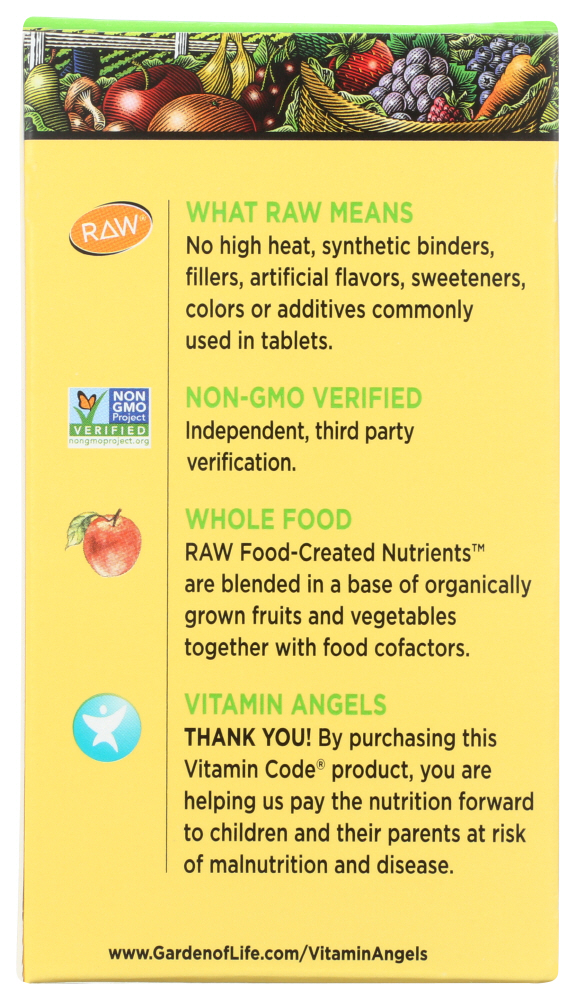 RAW®
WHAT RAW MEANS
No high heat, synthetic binders,
fillers, artificial flavors, sweeteners,
colors or additives commonly
used in tablets.
NON
GMO
Project
VERIFIED
nongmoproject.org
NON-GMO VERIFIED
Independent, third party
verification.
WHOLE FOOD
RAW Food-Created Nutrients™
are blended in a base of organically
grown fruits and vegetables
together with food cofactors.
VITAMIN ANGELS
THANK YOU! By purchasing this
Vitamin Code® product, you are
helping us pay the nutrition forward
to children and their parents at risk
of malnutrition and disease.
www.GardenofLife.com/VitaminAngels